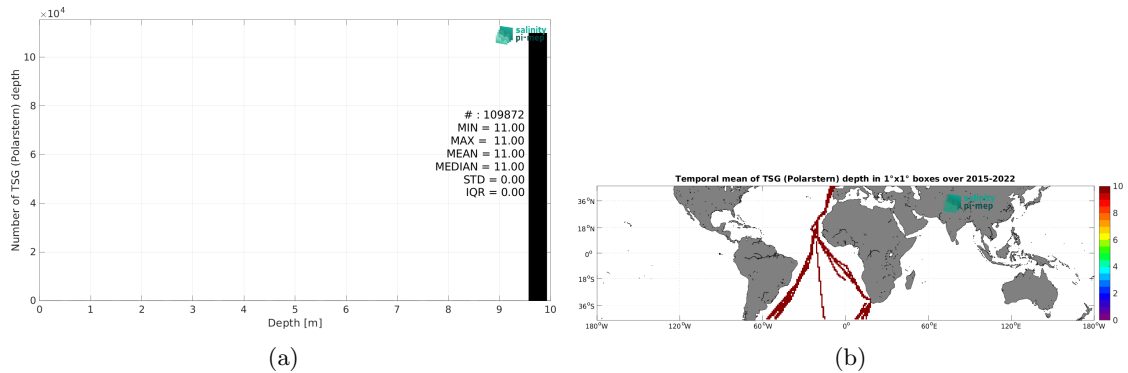 ×10⁴
salinity
pi-mep
Number of TSG (Polarstern) depth
10
8
6
4
2
0
# : 109872
MIN = 11.00
MAX = 11.00
MEAN = 11.00
MEDIAN = 11.00
STD = 0.00
IQR = 0.00
0 1 2 3 4 5 6 7 8 9 10
Depth [m]
(a)
Temporal mean of TSG (Polarstern) depth in 1°x1° boxes over 2015-2022
salinity
pi-mep
36°N
18°N
0°
18°S
36°S
180°W 120°W 60°W 0° 60°E 120°E 180°W
10
8
6
4
2
0
(b)